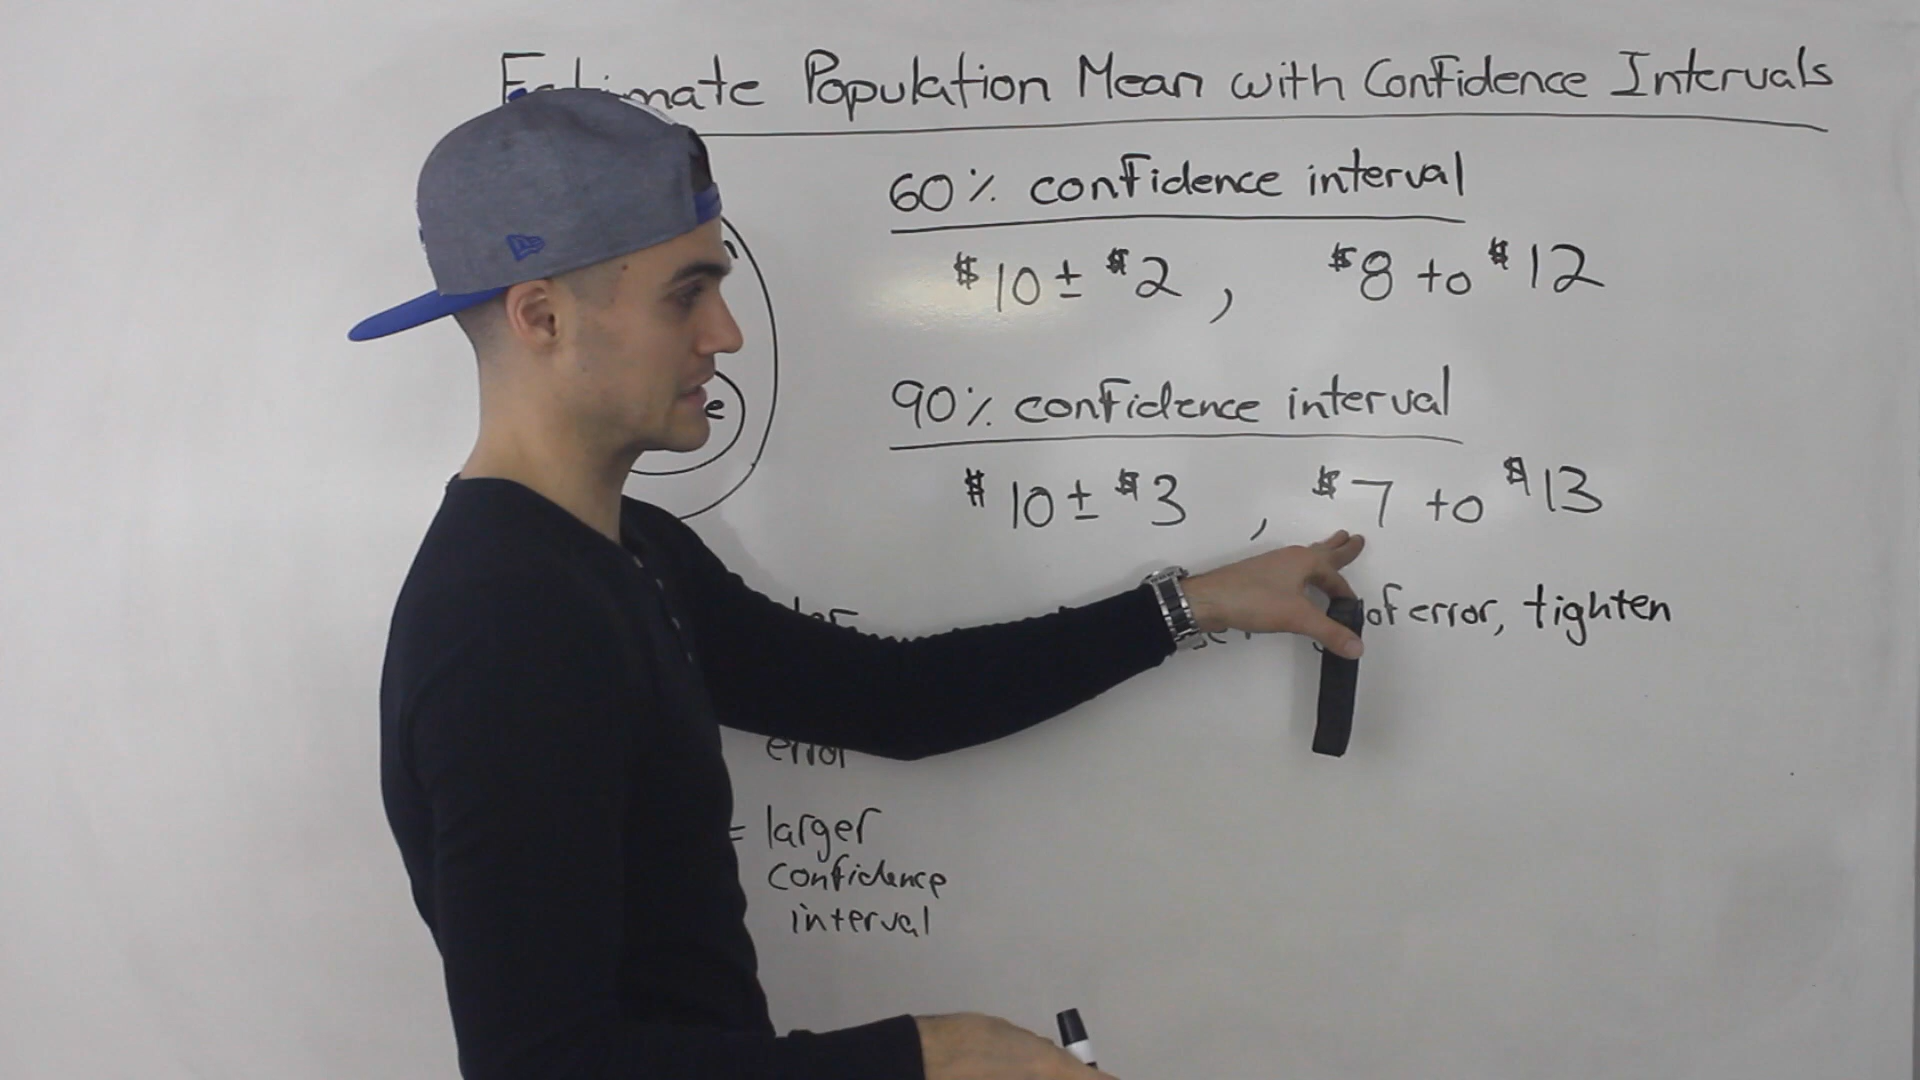 Population Mean with Confidence Intervals
60% confidence interval
$10 ± $2, $8 to $12
90% confidence interval
$10 ± $3, $7 to $13
of error, tighten
error
= larger
confidence
interval